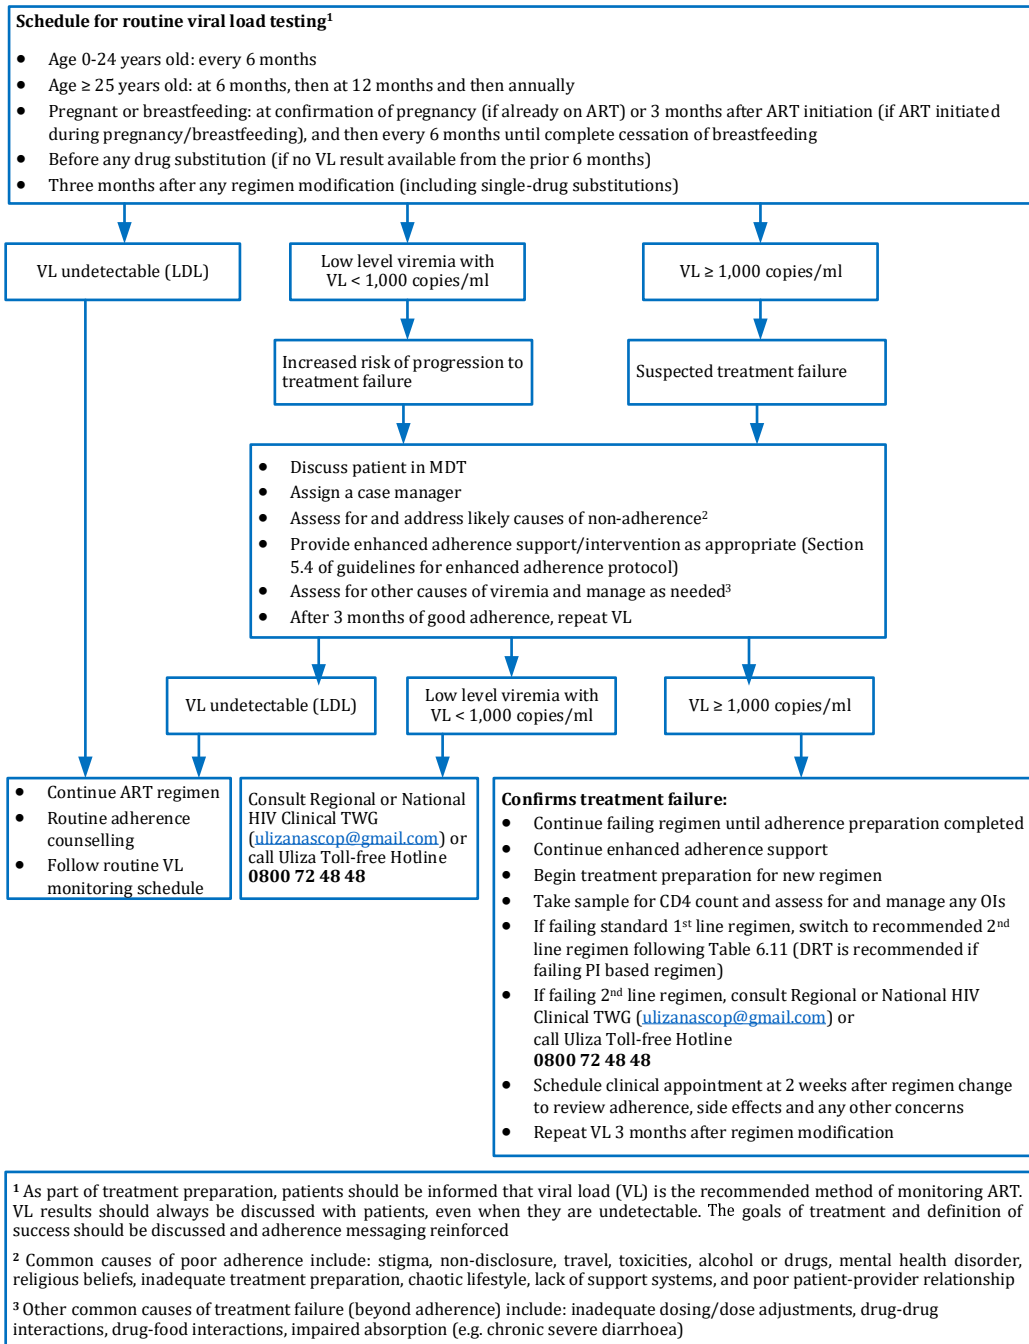 Schedule for routine viral load testing¹
• Age 0-24 years old: every 6 months
• Age ≥ 25 years old: at 6 months, then at 12 months and then annually
• Pregnant or breastfeeding: at confirmation of pregnancy (if already on ART) or 3 months after ART initiation (if ART initiated
during pregnancy/breastfeeding), and then every 6 months until complete cessation of breastfeeding
• Before any drug substitution (if no VL result available from the prior 6 months)
• Three months after any regimen modification (including single-drug substitutions)
VL undetectable (LDL)
Low level viremia with
VL < 1,000 copies/ml
VL ≥ 1,000 copies/ml
Increased risk of progression to
treatment failure
Suspected treatment failure
• Discuss patient in MDT
• Assign a case manager
• Assess for and address likely causes of non-adherence²
• Provide enhanced adherence support/intervention as appropriate (Section
5.4 of guidelines for enhanced adherence protocol)
• Assess for other causes of viremia and manage as needed³
• After 3 months of good adherence, repeat VL
VL undetectable (LDL)
Low level viremia with
VL < 1,000 copies/ml
VL ≥ 1,000 copies/ml
• Continue ART regimen
• Routine adherence
counselling
• Follow routine VL
monitoring schedule
Consult Regional or National
HIV Clinical TWG
(ulizanascop@gmail.com) or
call Uliza Toll-free Hotline
0800 72 48 48
Confirms treatment failure:
• Continue failing regimen until adherence preparation completed
• Continue enhanced adherence support
• Begin treatment preparation for new regimen
• Take sample for CD4 count and assess for and manage any OIs
• If failing standard 1st line regimen, switch to recommended 2nd
line regimen following Table 6.11 (DRT is recommended if
failing PI based regimen)
• If failing 2nd line regimen, consult Regional or National HIV
Clinical TWG (ulizanascop@gmail.com) or
call Uliza Toll-free Hotline
0800 72 48 48
• Schedule clinical appointment at 2 weeks after regimen change
to review adherence, side effects and any other concerns
• Repeat VL 3 months after regimen modification
¹ As part of treatment preparation, patients should be informed that viral load (VL) is the recommended method of monitoring ART.
VL results should always be discussed with patients, even when they are undetectable. The goals of treatment and definition of
success should be discussed and adherence messaging reinforced
² Common causes of poor adherence include: stigma, non-disclosure, travel, toxicities, alcohol or drugs, mental health disorder,
religious beliefs, inadequate treatment preparation, chaotic lifestyle, lack of support systems, and poor patient-provider relationship
³ Other common causes of treatment failure (beyond adherence) include: inadequate dosing/dose adjustments, drug-drug
interactions, drug-food interactions, impaired absorption (e.g. chronic severe diarrhoea)